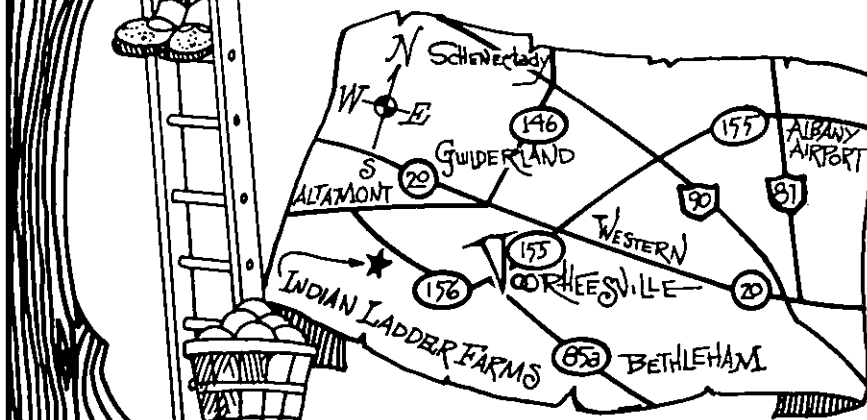 N
SCHENECTADY
W E
146
155
ALBANY
AIRPORT
S
GUILDERLAND
ALTAMONT
20
90
87
WESTERN
155
VOORHEESVILLE
156
20
INDIAN LADDER FARMS
85a
BETHLEHAM